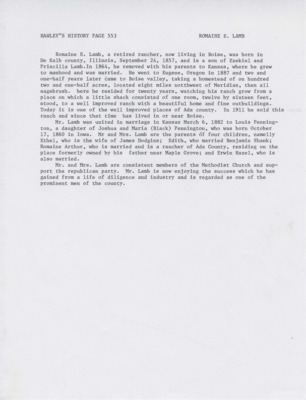 HAWLEY'S HISTORY PAGE 553 ROMAINE E. LAMB
Romaine E. Lamb, a retired rancher, now living in Boise, was born in
De Kalb county, Illinois, September 24, 1857, and is a son of Ezekiel and
Priscilla Lamb.In 1864, he removed with his parents to Kansas, where he grew
to manhood and was married. He went to Eugene, Oregon in 1887 and two and
one-half years later came to Boise valley, taking a homestead of on hundred
and two and one-half acres, located eight miles northwest of Meridian, then all
sagebrush. here he resided for twenty years, watching his ranch grow from a
place on which a little shack consisted of one room, twelve by sixteen feet,
stood, to a well improved ranch with a beautiful home and fine outbuildings.
Today it is one of the well improved places of Ada county. In 1911 he sold this
ranch and since that time has lived in or near Boise.
Mr. Lamb was united in marriage in Kansas March 6, 1882 to Louie Penning-
ton, a daughter of Joshua and Maria (Black) Pennington, who was born October
17, 1860 in Iowa. Mr and Mrs. Lamb are the parents of four children,
Ethel, who is the wife of James Hodgins; Edith, who married Benjamin
Romaine Arthur, who is married and is a rancher of Ada County, residing on the
place formerly owned by his father near Maple Grove; and Erwin Hazel, who is
also married.
Mr. and Mrs. Lamb are consistent members of the Methodist Church and sup-
port the republican party. Mr. Lamb is now enjoying the success which he has
gained from a life of diligence and industry and is regarded as one of the
prominent men of the county.